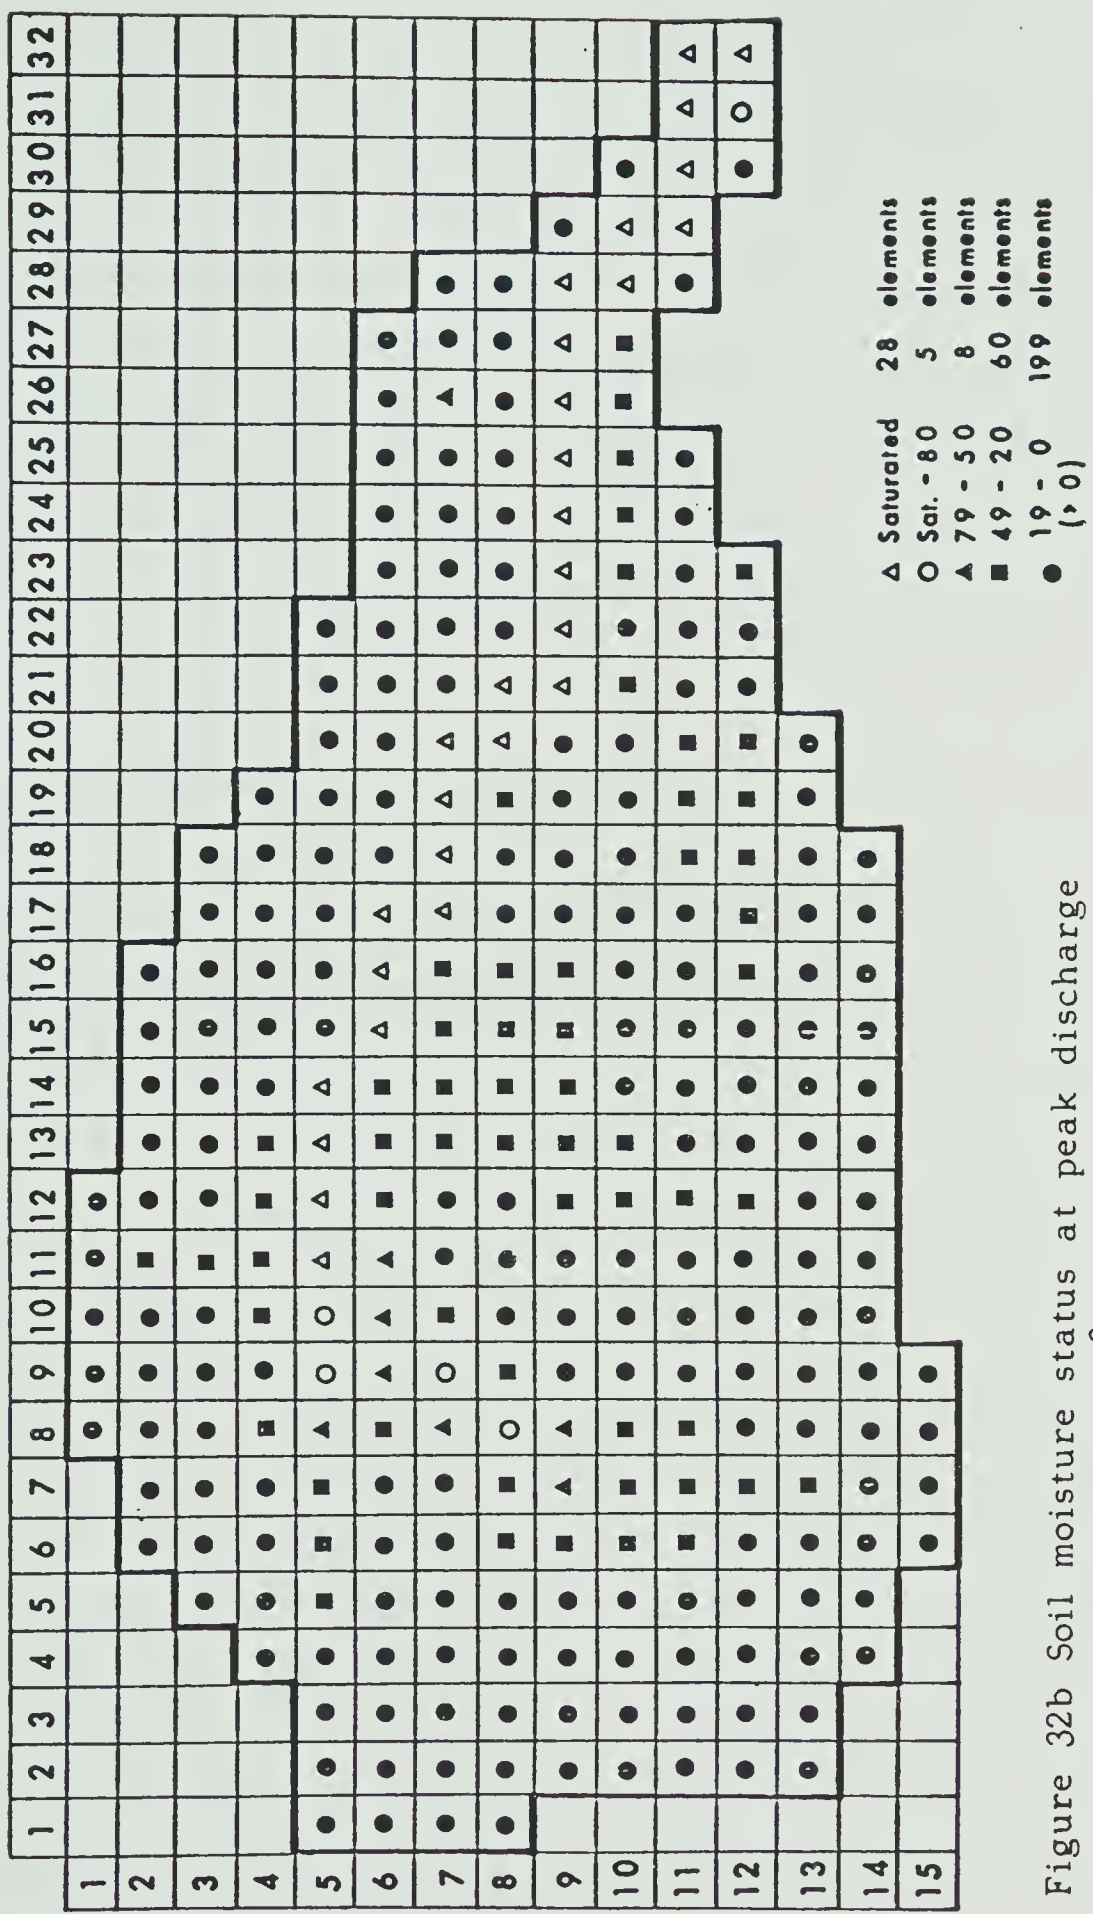 1 2 3 4 5 6 7 8 9 10 11 12 13 14 15 16 17 18 19 20 21 22 23 24 25 26 27 28 29 30 31 32
1
2
3
4
5
6
7
8
9
10
11
12
13
14
15
△ Saturated 28 elements
○ Sat. - 80 5 elements
▲ 79 - 50 8 elements
■ 49 - 20 60 elements
● 19 - 0 199 elements
(> 0)
Figure 32b Soil moisture status at peak discharge